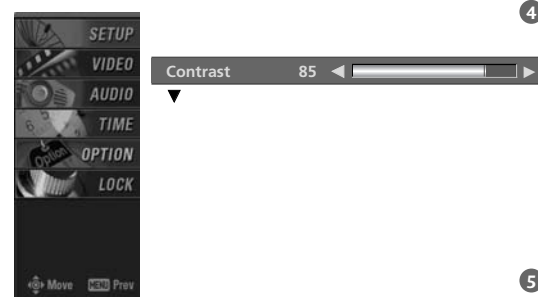 SETUP
VIDEO
AUDIO
TIME
OPTION
LOCK
Move MENU Prev
Contrast 85
4
5